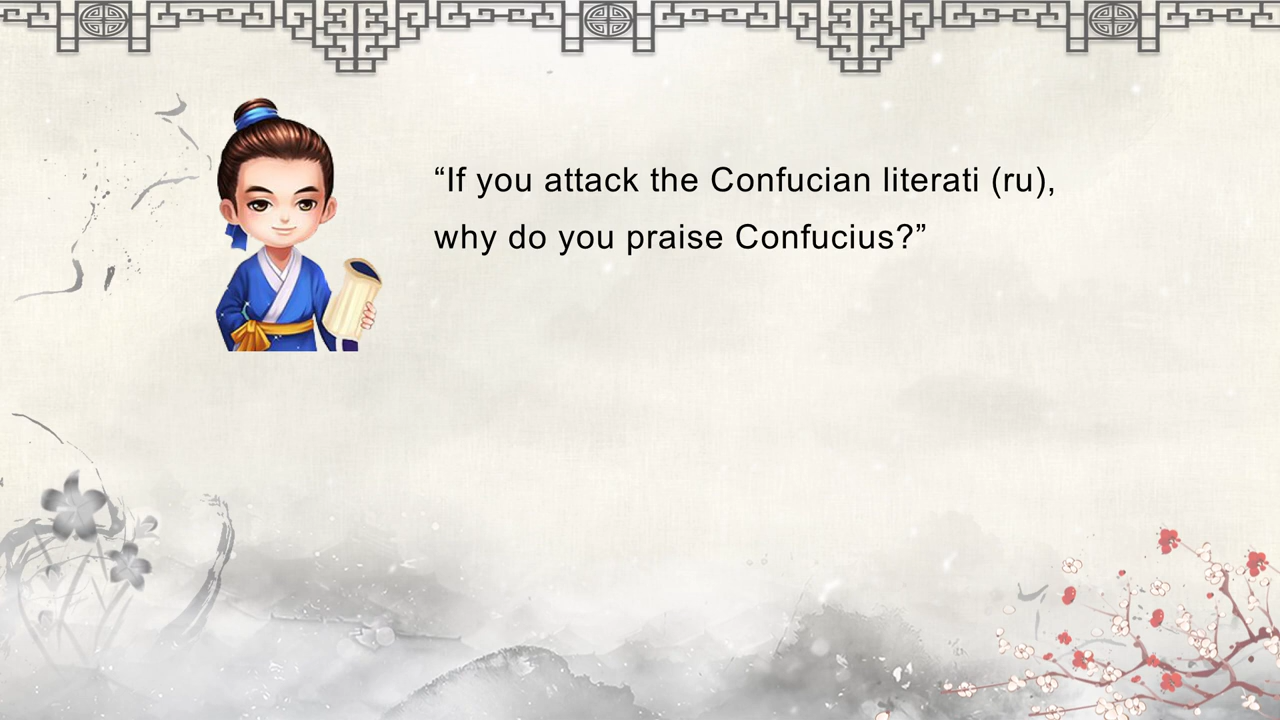 “If you attack the Confucian literati (ru),
why do you praise Confucius?”